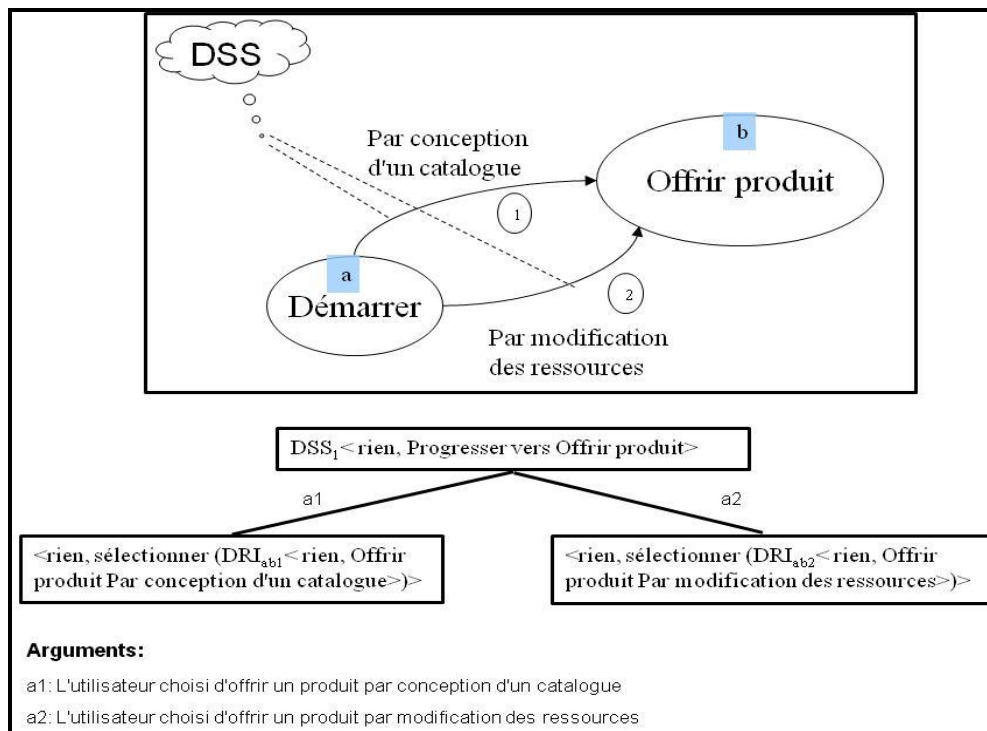 DSS
Par conception
d'un catalogue
b
Offrir produit
1
a
Démarrer
2
Par modification
des ressources
DSS1< rien, Progresser vers Offrir produit>
a1
a2
<rien, sélectionner (DRIab1< rien, Offrir
produit Par conception d'un catalogue>)>
<rien, sélectionner (DRIab2< rien, Offrir
produit Par modification des ressources>)>
Arguments:
a1: L'utilisateur choisi d'offrir un produit par conception d'un catalogue
a2: L'utilisateur choisi d'offrir un produit par modification des ressources